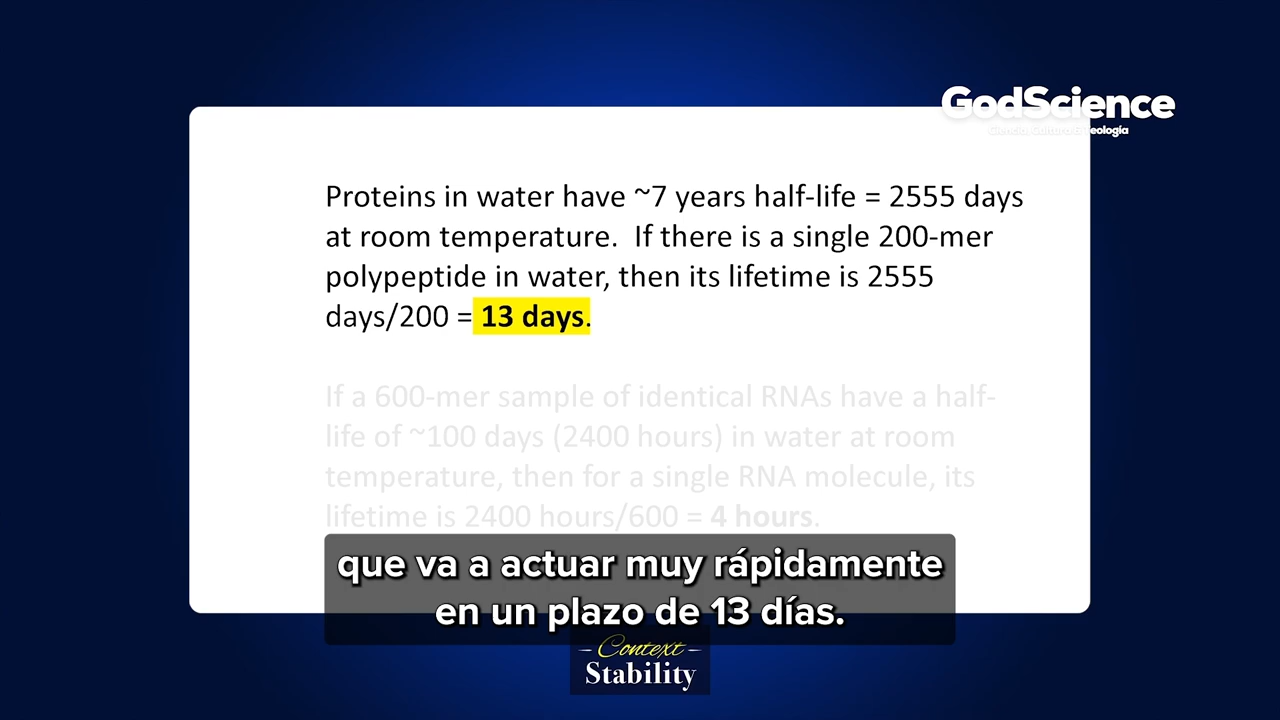 GodScience
Ciencia, Cultura & Teología
Proteins in water have ~7 years half-life = 2555 days
at room temperature. If there is a single 200-mer
polypeptide in water, then its lifetime is 2555
days/200 = 13 days.
If a 600-mer sample of identical RNAs have a half-
life of ~100 days (2400 hours) in water at room
temperature, then for a single RNA molecule, its
lifetime is 2400 hours/600 = 4 hours.
que va a actuar muy rápidamente
en un plazo de 13 días.
Context
Stability